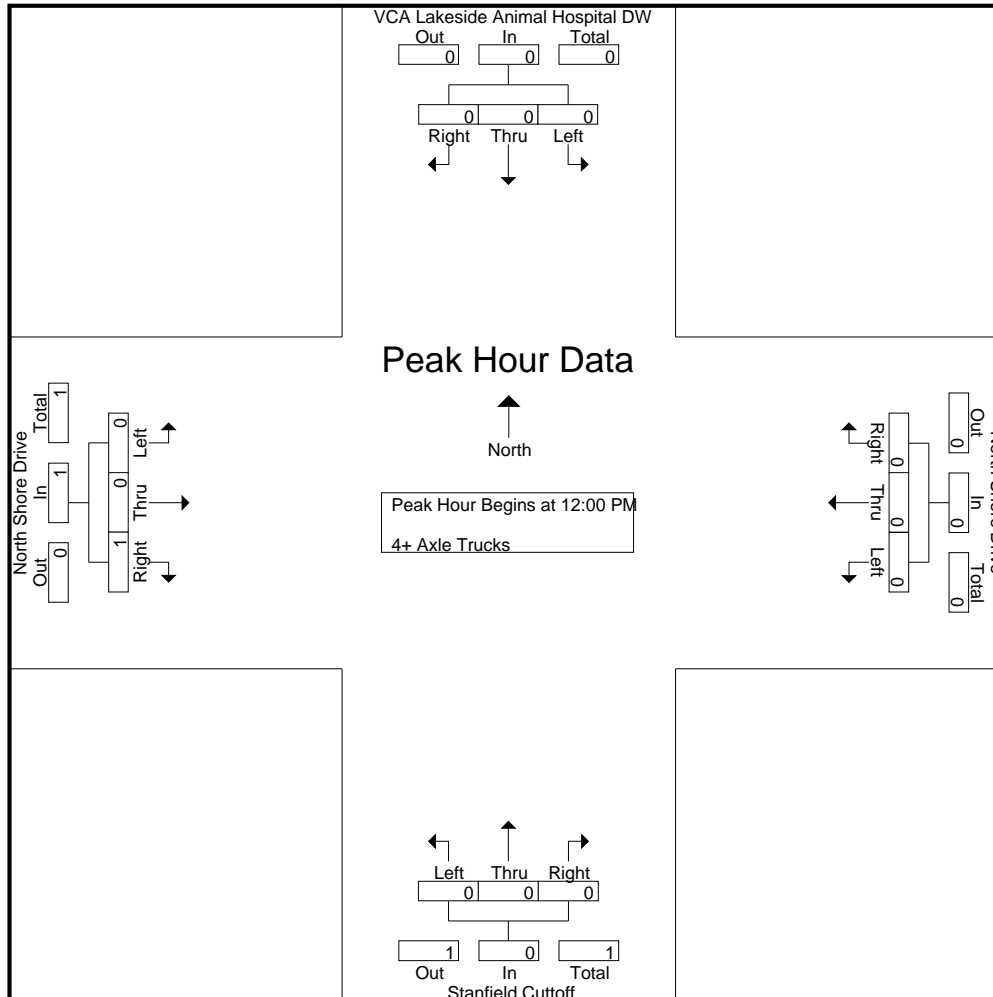 VCA Lakeside Animal Hospital DW
Out In Total
0 0 0
0 0 0
Right Thru Left
Peak Hour Data
North
Peak Hour Begins at 12:00 PM
4+ Axle Trucks
North Shore Drive
Out In Total
0 1 1
Left Thru Right
0 0 1
Out In Total
0 0 0
Right Thru Left
0 0 0
Left Thru Right
0 0 0
1 0 1
Out In Total
Stanfield Cuttoff